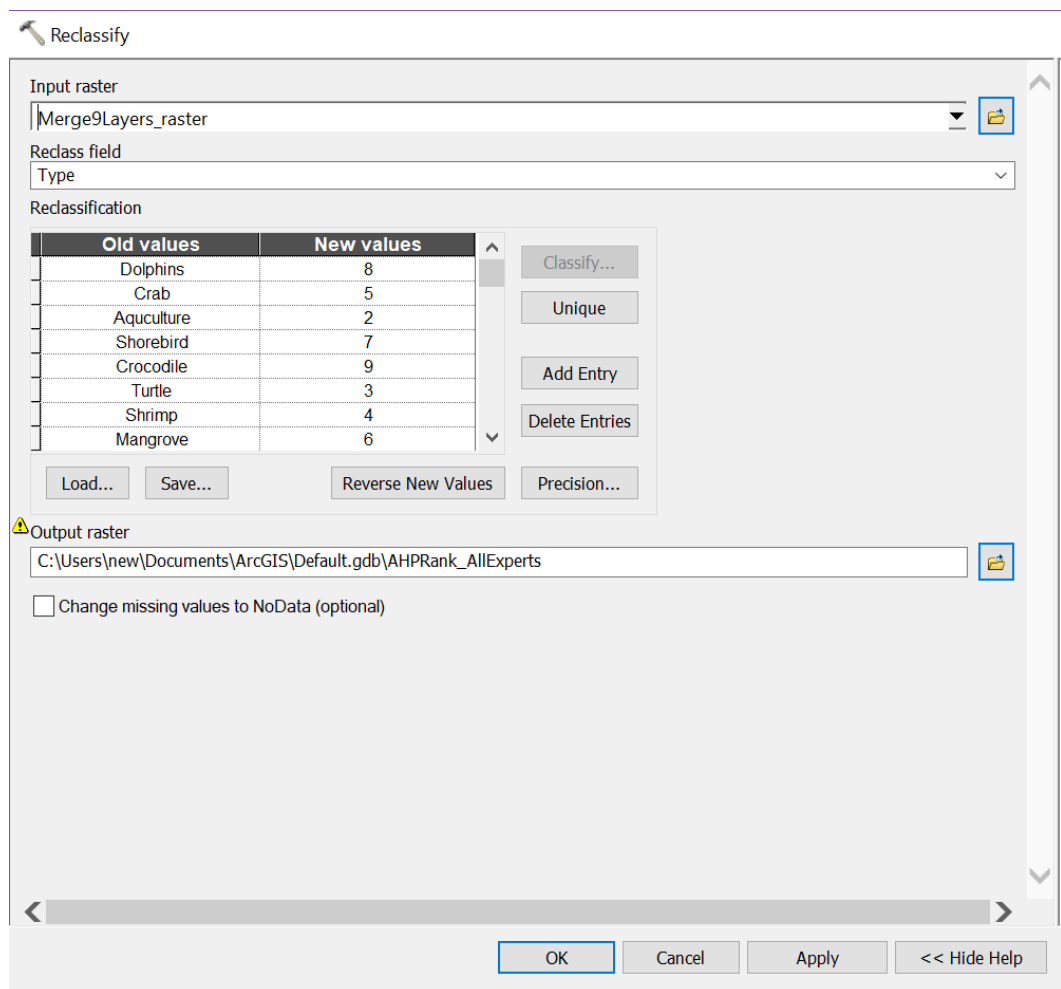 Reclassify
Input raster
Merge9Layers_raster
Reclass field
Type
Reclassification
Old values New values
Dolphins 8
Crab 5
Aquculture 2
Shorebird 7
Crocodile 9
Turtle 3
Shrimp 4
Mangrove 6
Classify...
Unique
Add Entry
Delete Entries
Load... Save... Reverse New Values Precision...
Output raster
C:\Users\new\Documents\ArcGIS\Default.gdb\AHPRank_AllExperts
Change missing values to NoData (optional)
OK Cancel Apply << Hide Help